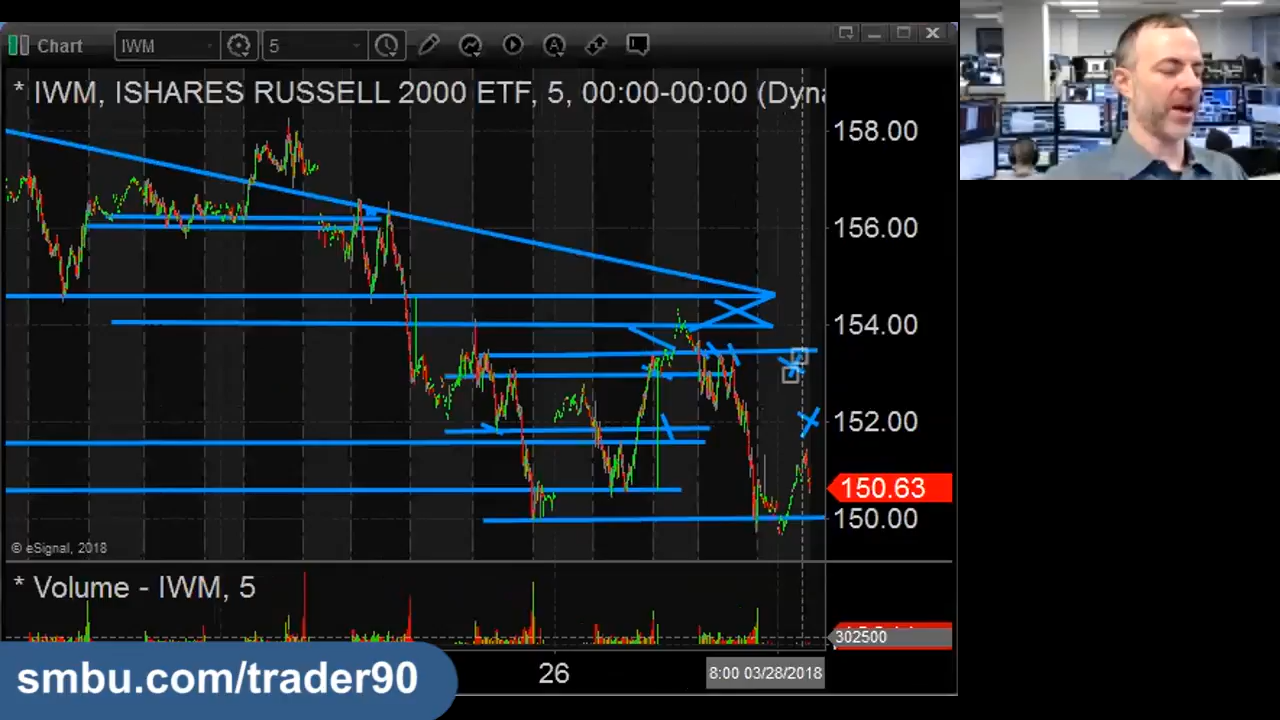 Chart
IWM
5
* IWM, ISHARES RUSSELL 2000 ETF, 5, 00:00-00:00 (Dyna
158.00
156.00
154.00
152.00
150.63
150.00
© eSignal, 2018
* Volume - IWM, 5
302500
26
8:00 03/28/2018
smbu.com/trader90